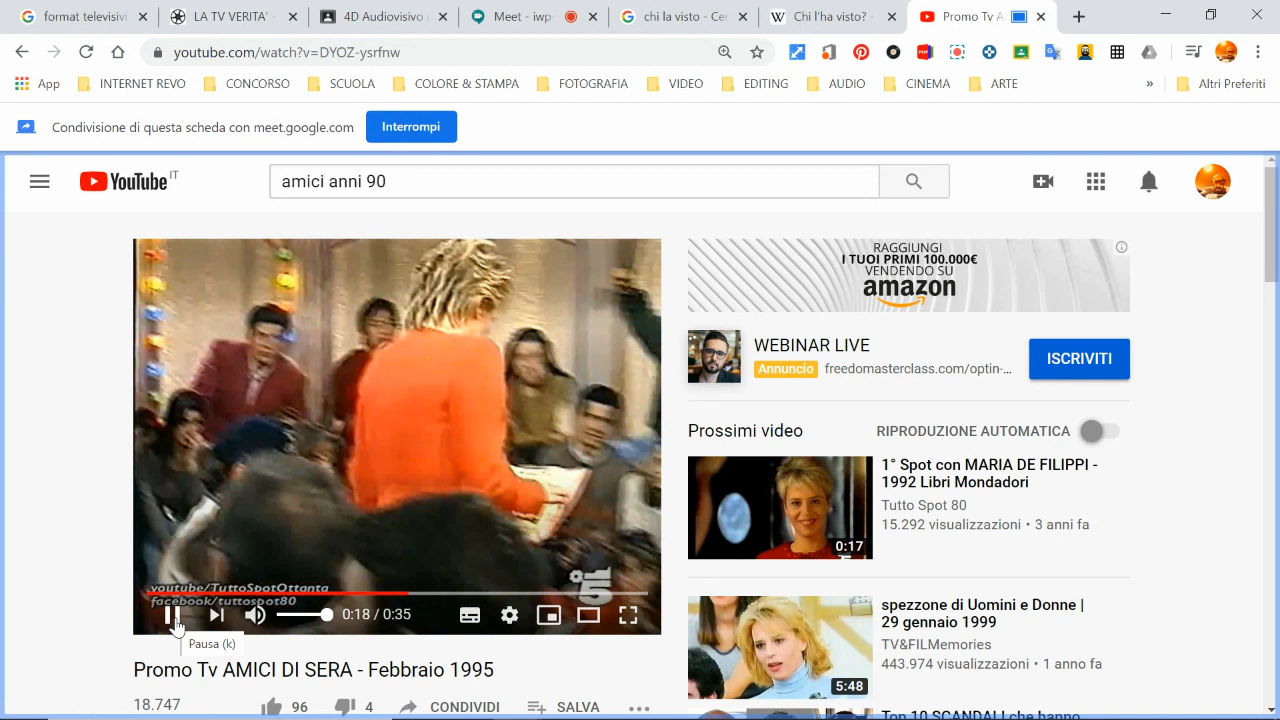 format televisivi
LA TV VERITA' -
4D Audiovisivo
Meet - iwp-
chi la visto - Ce
Chi l'ha visto? -
Promo Tv A
youtube.com/watch?v=DYOZ-ysrfnw
App
INTERNET REVO
CONCORSO
SCUOLA
COLORE & STAMPA
FOTOGRAFIA
VIDEO
EDITING
AUDIO
CINEMA
ARTE
»
Altri Preferiti
Condivisione di questa scheda con meet.google.com
Interrompi
YouTube IT
amici anni 90
youtube/TuttoSpotOttanta
facebook/tuttospot80
0:18 / 0:35
Pausa (k)
Promo Tv AMICI DI SERA - Febbraio 1995
18.747
96
4
CONDIVIDI
SALVA
RAGGIUNGI
I TUOI PRIMI 100.000€
VENDENDO SU
amazon
WEBINAR LIVE
Annuncio freedomasterclass.com/optin-...
ISCRIVITI
Prossimi video
RIPRODUZIONE AUTOMATICA
0:17
1° Spot con MARIA DE FILIPPI -
1992 Libri Mondadori
Tutto Spot 80
15.292 visualizzazioni • 3 anni fa
5:48
spezzone di Uomini e Donne |
29 gennaio 1999
TV&FILMemories
443.974 visualizzazioni • 1 anno fa
Top 10 SCANDALI che hanno